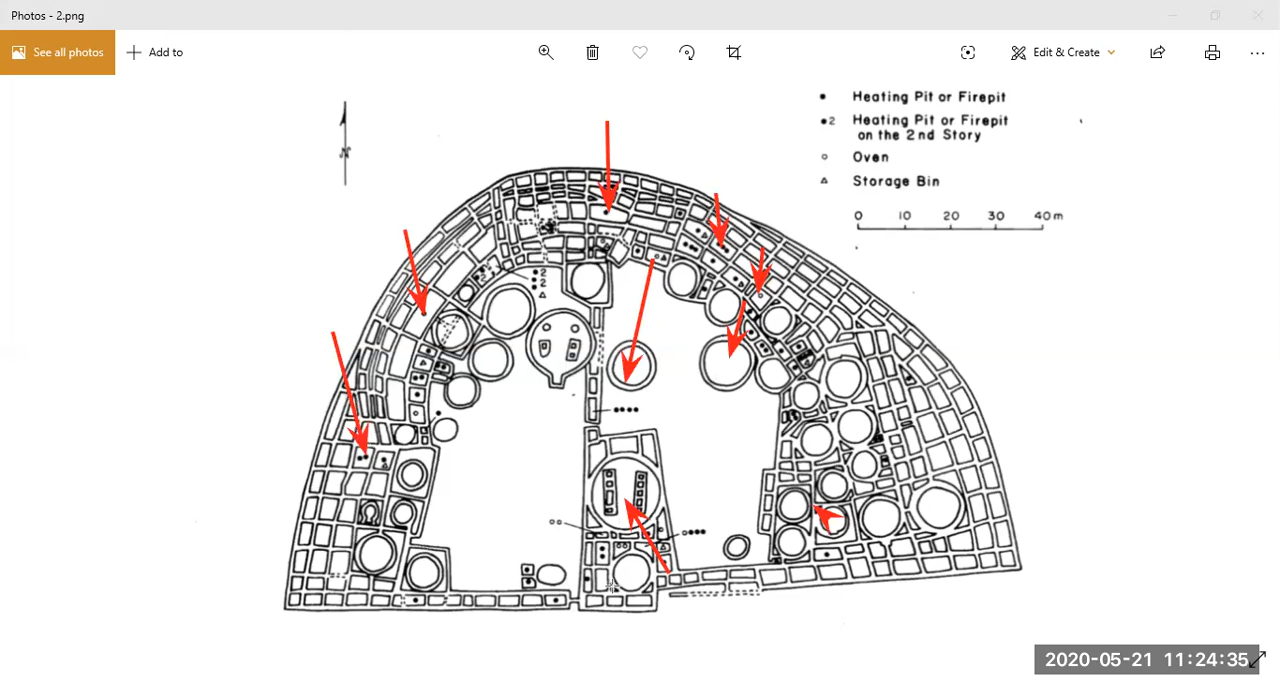 Photos - 2.png
See all photos
Add to
Edit & Create
N
Heating Pit or Firepit
2 Heating Pit or Firepit
on the 2nd Story
Oven
Storage Bin
0 10 20 30 40 m
2
2
2
2020-05-21 11:24:35